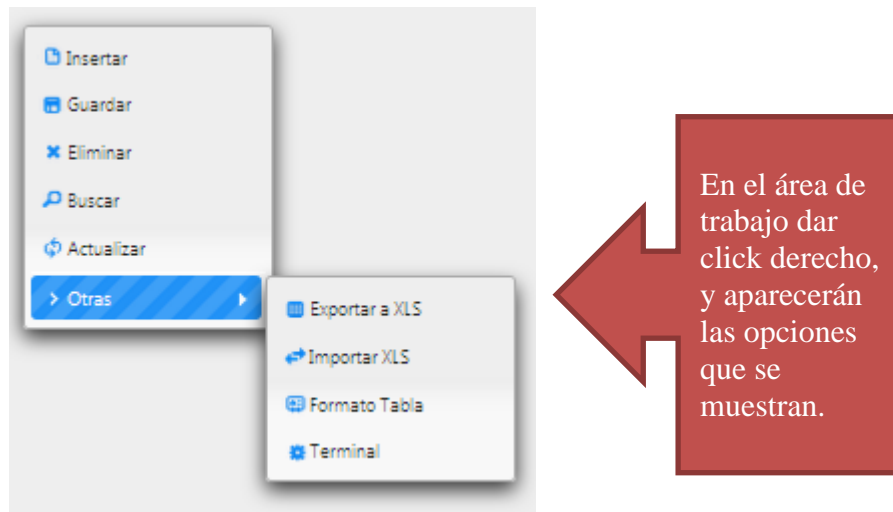 Insertar
Guardar
Eliminar
Buscar
Actualizar
Otras
Exportar a XLS
Importar XLS
Formato Tabla
Terminal
En el área de
trabajo dar
click derecho,
y aparecerán
las opciones
que se
muestran.